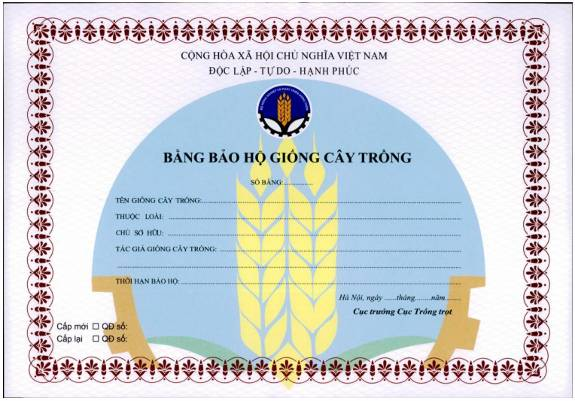 CỘNG HÒA XÃ HỘI CHỦ NGHĨA VIỆT NAM
ĐỘC LẬP - TỰ DO - HẠNH PHÚC
BẰNG BẢO HỘ GIỐNG CÂY TRỒNG
SỐ BẰNG:..............
TÊN GIỐNG CÂY TRỒNG:..............
THUỘC LOÀI: ..............
CHỦ SỞ HỮU: ..............
TÁC GIẢ GIỐNG CÂY TRỒNG: ..............
THỜI HẠN BẢO HỘ:..............
Hà Nội, ngày ......tháng.......năm.......
Cục trưởng Cục Trồng trọt
Cấp mới ☐ QĐ số:
Cấp lại ☐ QĐ số: